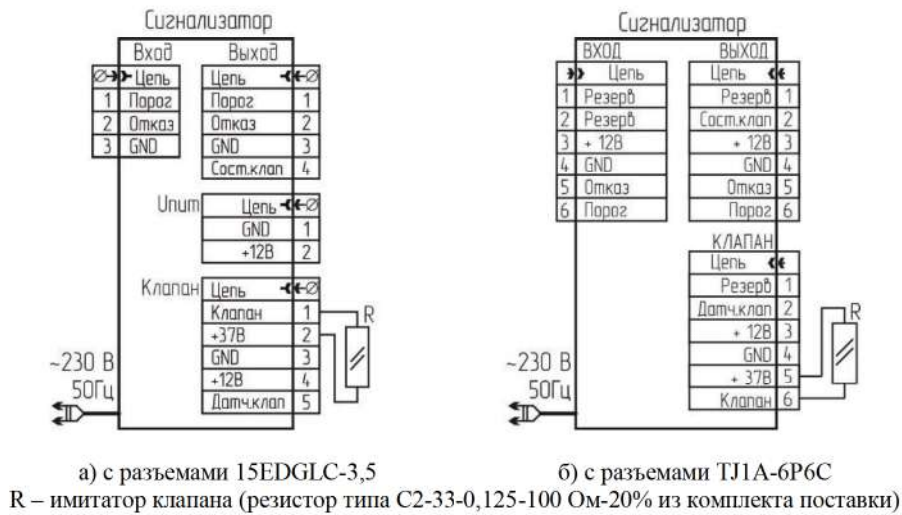 Сигнализатор
Вход
Цепь
1 Порог
2 Отказ
3 GND
Выход
Цепь
Порог 1
Отказ 2
GND 3
Сост.клап 4
Uпит
Цепь
GND 1
+12В 2
Клапан
Цепь
Клапан 1
+37В 2
GND 3
+12В 4
Датч.клап 5
R
~230 В
50Гц
Сигнализатор
ВХОД
Цепь
1 Резерв
2 Резерв
3 + 12В
4 GND
5 Отказ
6 Порог
ВЫХОД
Цепь
Резерв 1
Сост.клап 2
+ 12В 3
GND 4
Отказ 5
Порог 6
КЛАПАН
Цепь
Резерв 1
Датч.клап 2
+ 12В 3
GND 4
+ 37В 5
Клапан 6
R
~230 В
50Гц
а) с разъемами 15EDGLC-3,5
б) с разъемами TJ1A-6P6C
R – имитатор клапана (резистор типа С2-33-0,125-100 Ом-20% из комплекта поставки)